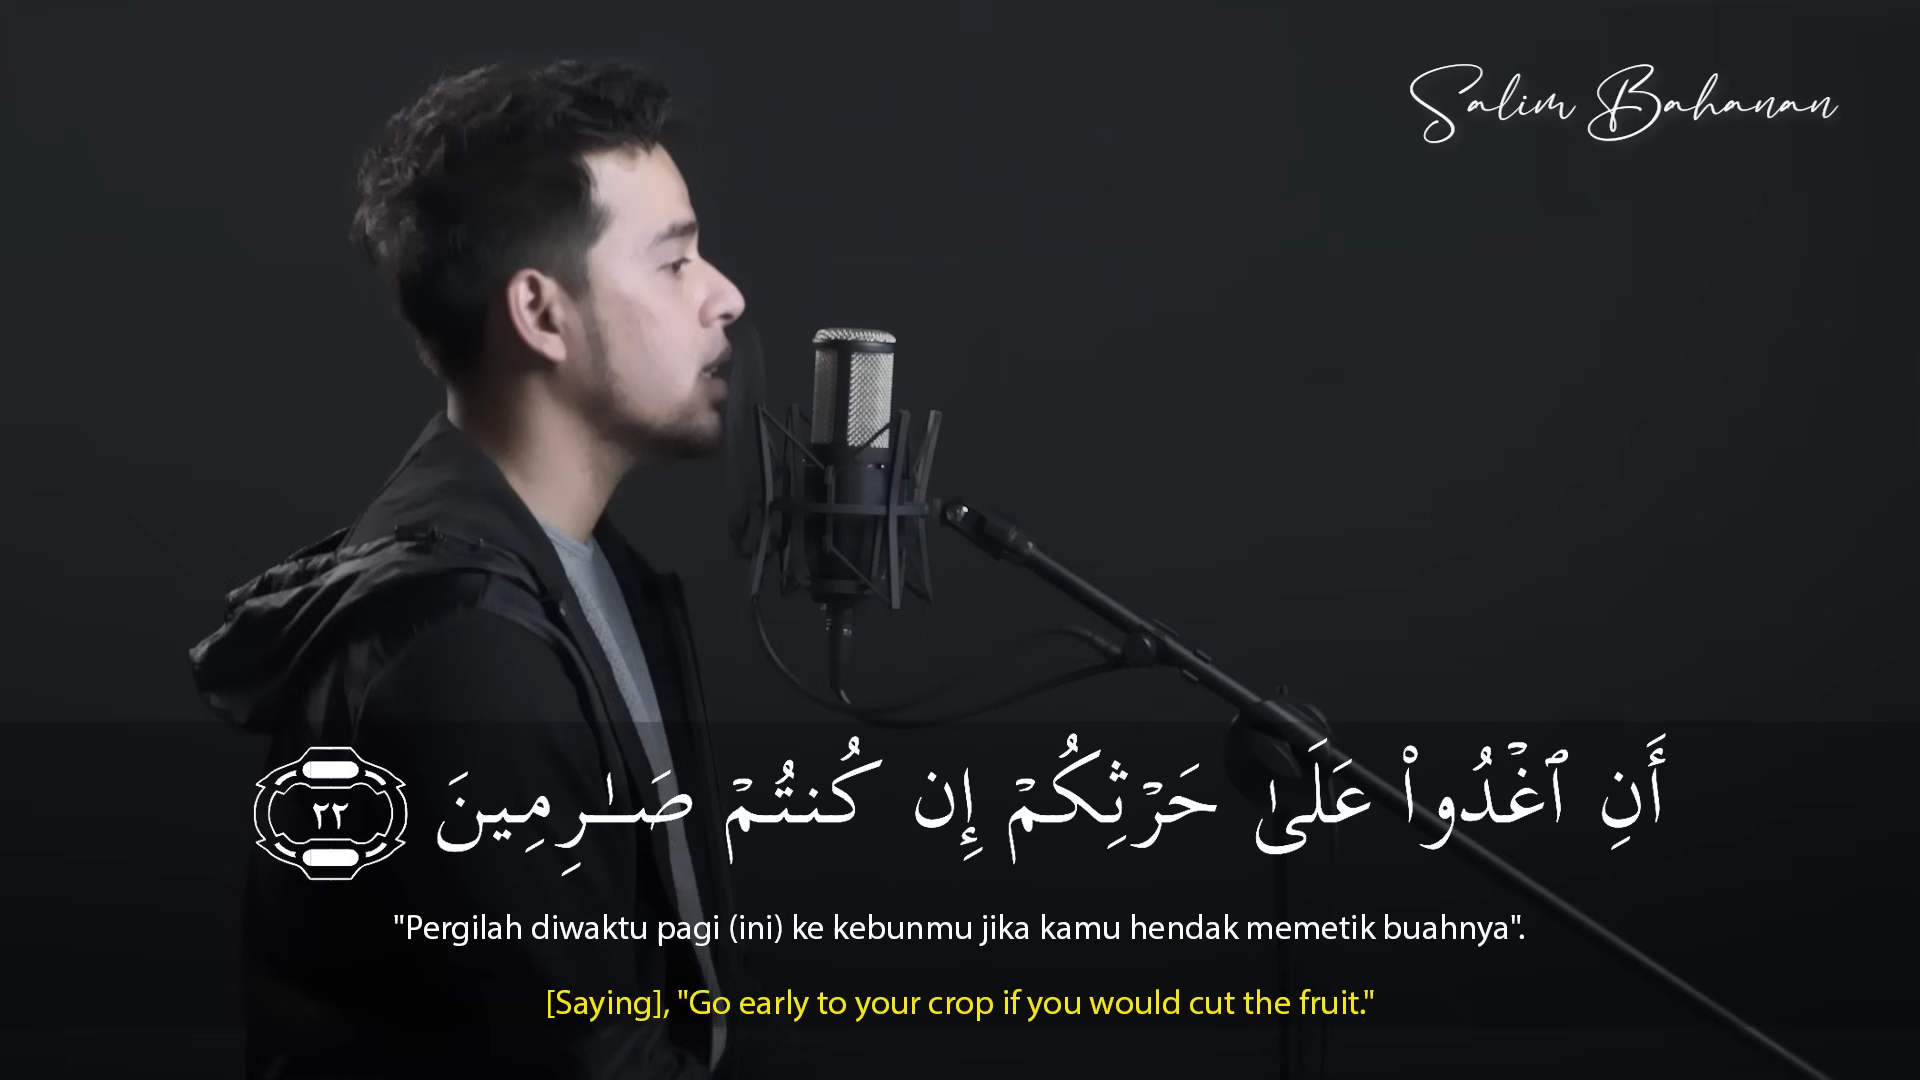 Salim Bahanan
أَنِ ٱغْدُوا۟ عَلَىٰ حَرْثِكُمْ إِن كُنتُمْ صَـٰرِمِينَ ٢٢
"Pergilah diwaktu pagi (ini) ke kebunmu jika kamu hendak memetik buahnya".
[Saying], "Go early to your crop if you would cut the fruit."